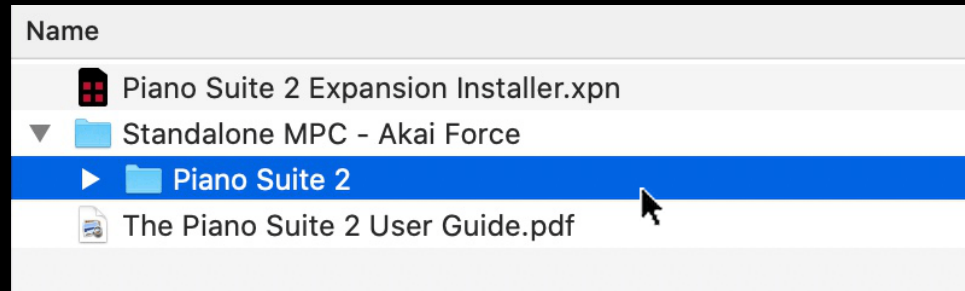 Name
Piano Suite 2 Expansion Installer.xpn
Standalone MPC - Akai Force
Piano Suite 2
The Piano Suite 2 User Guide.pdf